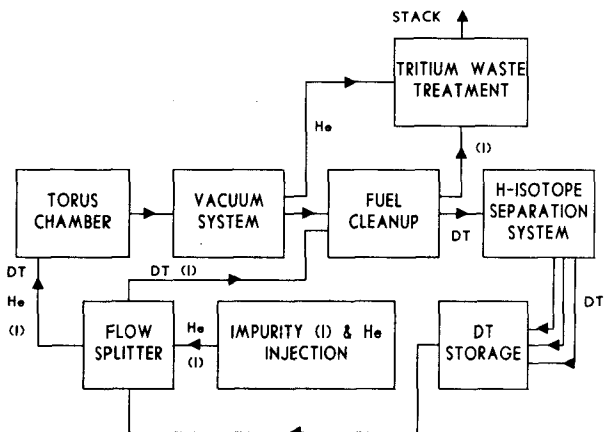 STACK
TRITIUM WASTE
TREATMENT
He
(I)
TORUS
CHAMBER
VACUUM
SYSTEM
FUEL
CLEANUP
DT
H-ISOTOPE
SEPARATION
SYSTEM
DT
He
(I)
DT (I)
DT
FLOW
SPLITTER
He
(I)
IMPURITY (I) & He
INJECTION
DT
STORAGE